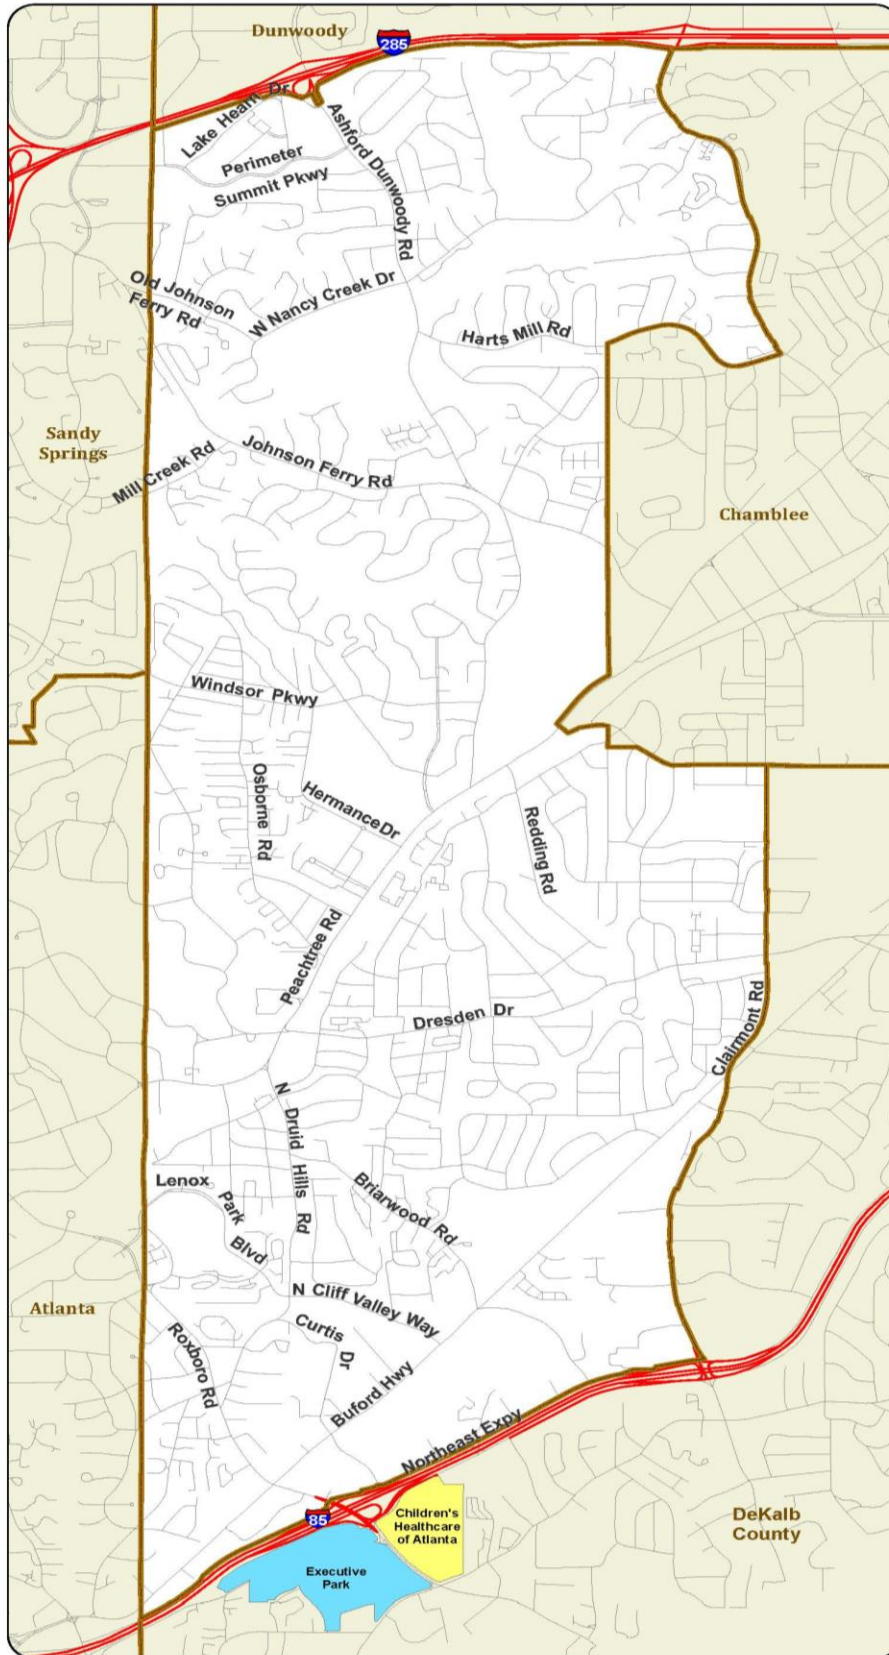 Dunwoody
285
Lake Hearn Dr
Ashford Dunwoody Rd
Perimeter
Summit Pkwy
Old Johnson
Ferry Rd
W Nancy Creek Dr
Harts Mill Rd
Sandy
Springs
Mill Creek Rd
Johnson Ferry Rd
Chamblee
Windsor Pkwy
Osborne Rd
Hermance Dr
Redding Rd
Peachtree Rd
Dresden Dr
Clairmont Rd
N Druid Hills Rd
Lenox
Park
Blvd
Briarwood Rd
Atlanta
N Cliff Valley Way
Curtis
Dr
Roxboro Rd
Buford Hwy
Northeast Expy
85
Children's
Healthcare
of Atlanta
DeKalb
County
Executive
Park